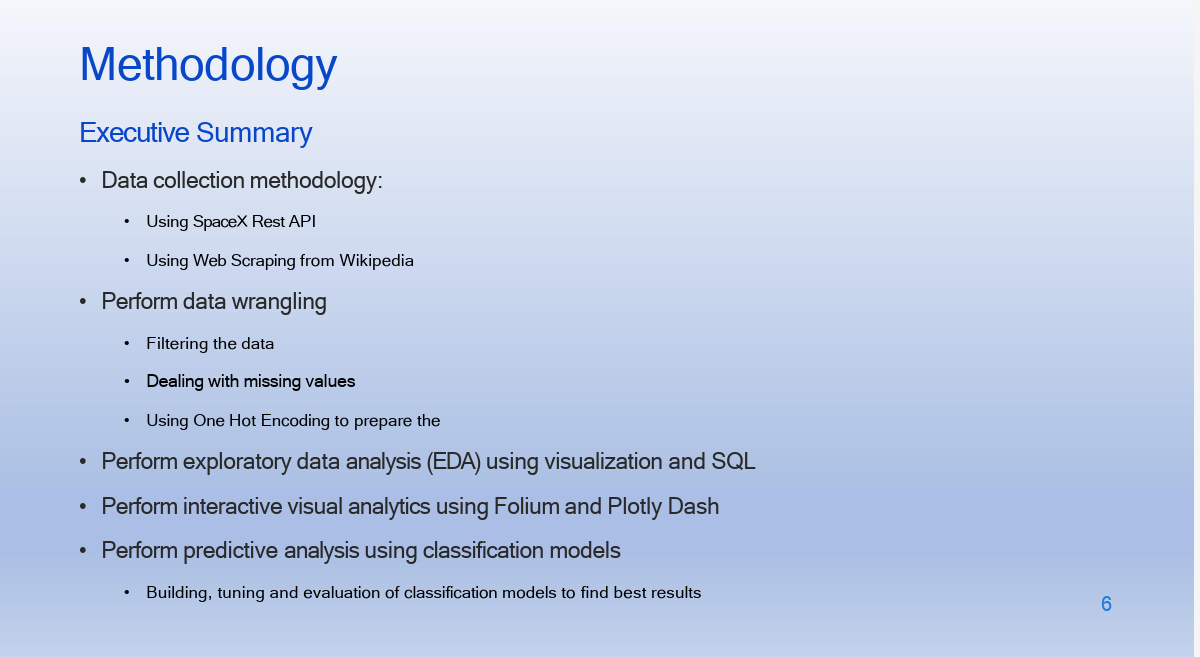 Methodology
Executive Summary
• Data collection methodology:
• Using SpaceX Rest API
• Using Web Scraping from Wikipedia
• Perform data wrangling
• Filtering the data
• Dealing with missing values
• Using One Hot Encoding to prepare the
• Perform exploratory data analysis (EDA) using visualization and SQL
• Perform interactive visual analytics using Folium and Plotly Dash
• Perform predictive analysis using classification models
• Building, tuning and evaluation of classification models to find best results
6